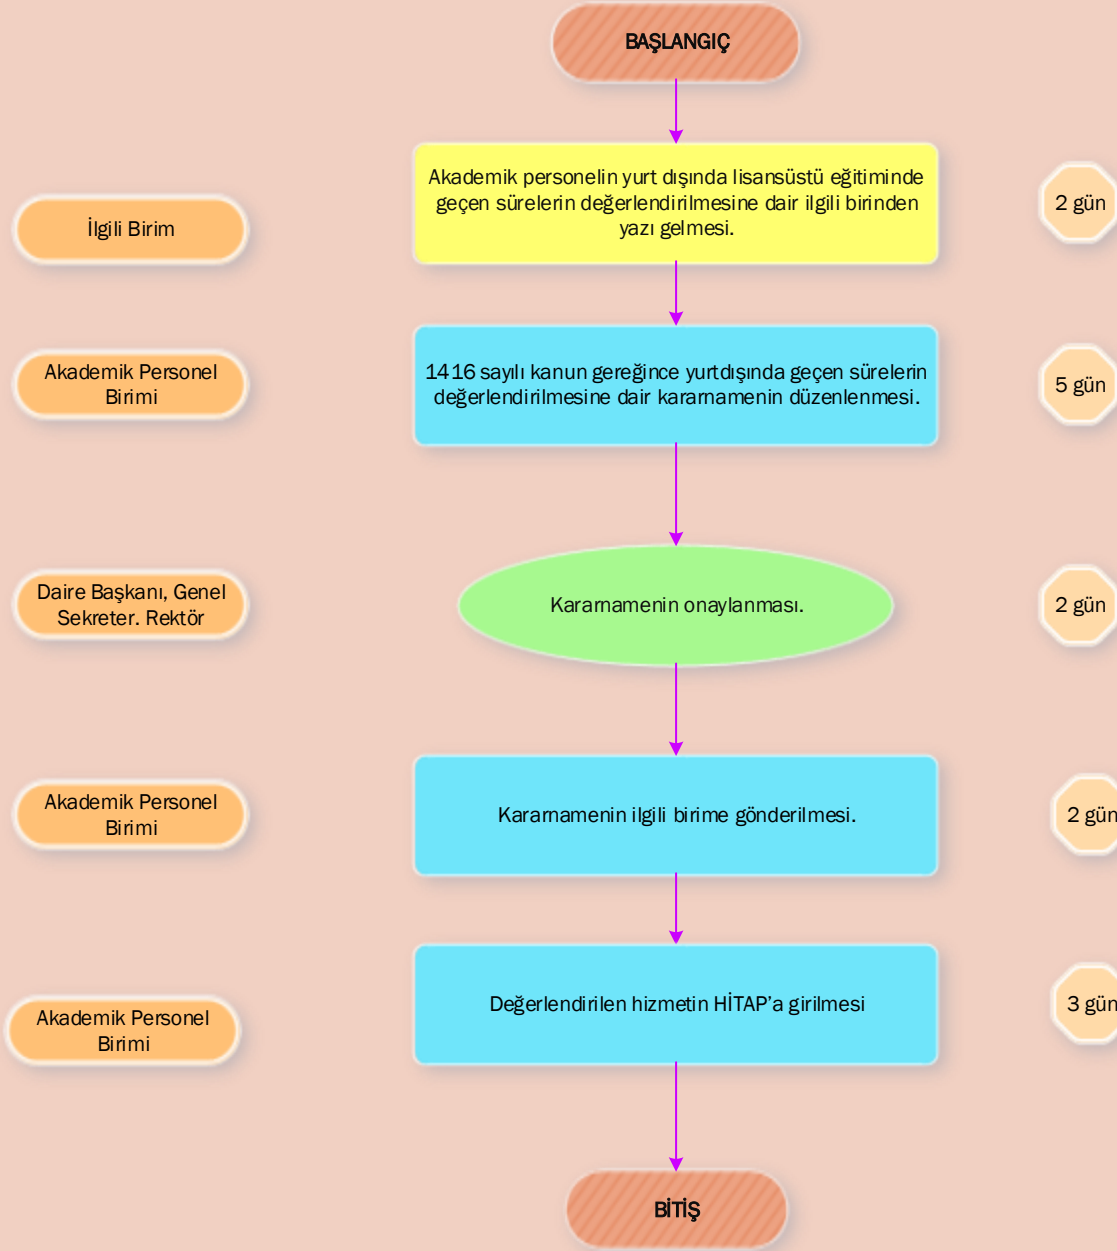 BAŞLANGIÇ
İlgili Birim
Akademik personelin yurt dışında lisansüstü eğitiminde
geçen sürelerin değerlendirilmesine dair ilgili birinden
yazı gelmesi.
2 gün
Akademik Personel
Birimi
1416 sayılı kanun gereğince yurtdışında geçen sürelerin
değerlendirilmesine dair kararnamenin düzenlenmesi.
5 gün
Daire Başkanı, Genel
Sekreter. Rektör
Kararnamenin onaylanması.
2 gün
Akademik Personel
Birimi
Kararnamenin ilgili birime gönderilmesi.
2 gün
Akademik Personel
Birimi
Değerlendirilen hizmetin HİTAP’a girilmesi
3 gün
BİTİŞ